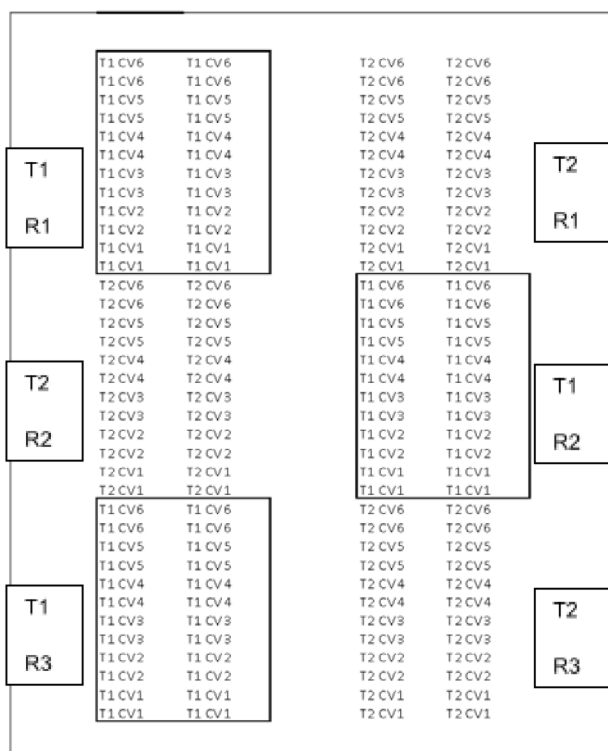 T1 CV6 T1 CV6 T2 CV6 T2 CV6
T1 CV6 T1 CV6 T2 CV6 T2 CV6
T1 CV5 T1 CV5 T2 CV5 T2 CV5
T1 CV5 T1 CV5 T2 CV5 T2 CV5
T1 CV4 T1 CV4 T2 CV4 T2 CV4
T1 CV4 T1 CV4 T2 CV4 T2 CV4
T1 T1 CV3 T1 CV3 T2 CV3 T2 CV3 T2
T1 CV3 T1 CV3 T2 CV3 T2 CV3
T1 CV2 T1 CV2 T2 CV2 T2 CV2
R1 T1 CV2 T1 CV2 T2 CV2 T2 CV2 R1
T1 CV1 T1 CV1 T2 CV1 T2 CV1
T1 CV1 T1 CV1 T2 CV1 T2 CV1
T2 CV6 T2 CV6 T1 CV6 T1 CV6
T2 CV6 T2 CV6 T1 CV6 T1 CV6
T2 CV5 T2 CV5 T1 CV5 T1 CV5
T2 CV5 T2 CV5 T1 CV5 T1 CV5
T2 CV4 T2 CV4 T1 CV4 T1 CV4
T2 T2 CV4 T2 CV4 T1 CV4 T1 CV4 T1
T2 CV3 T2 CV3 T1 CV3 T1 CV3
T2 CV3 T2 CV3 T1 CV3 T1 CV3
R2 T2 CV2 T2 CV2 T1 CV2 T1 CV2 R2
T2 CV2 T2 CV2 T1 CV2 T1 CV2
T2 CV1 T2 CV1 T1 CV1 T1 CV1
T2 CV1 T2 CV1 T1 CV1 T1 CV1
T1 CV6 T1 CV6 T2 CV6 T2 CV6
T1 CV6 T1 CV6 T2 CV6 T2 CV6
T1 CV5 T1 CV5 T2 CV5 T2 CV5
T1 CV5 T1 CV5 T2 CV5 T2 CV5
T1 CV4 T1 CV4 T2 CV4 T2 CV4
T1 T1 CV4 T1 CV4 T2 CV4 T2 CV4 T2
T1 CV3 T1 CV3 T2 CV3 T2 CV3
T1 CV3 T1 CV3 T2 CV3 T2 CV3
R3 T1 CV2 T1 CV2 T2 CV2 T2 CV2 R3
T1 CV2 T1 CV2 T2 CV2 T2 CV2
T1 CV1 T1 CV1 T2 CV1 T2 CV1
T1 CV1 T1 CV1 T2 CV1 T2 CV1